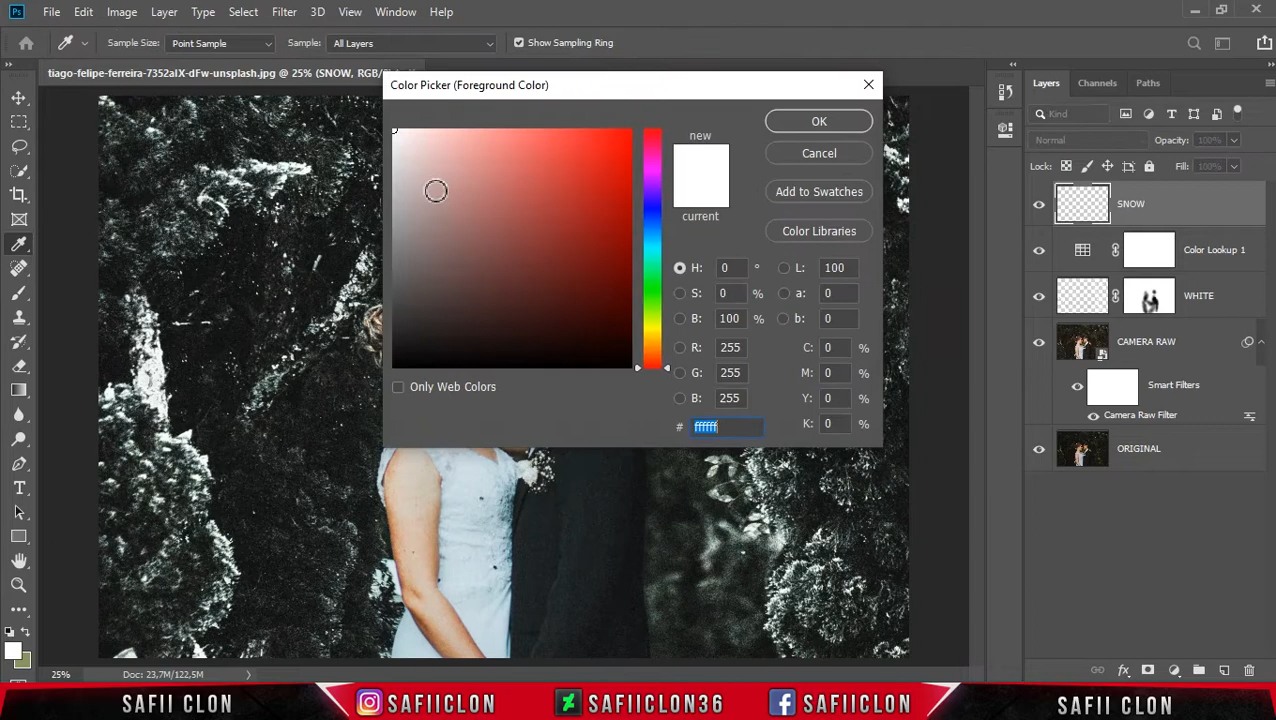 Ps File Edit Image Layer Type Select Filter 3D View Window Help
Sample Size: Point Sample Sample: All Layers Show Sampling Ring
tiago-felipe-ferreira-7352aIX-dFw-unsplash.jpg @ 25% (SNOW, RGB/
Color Picker (Foreground Color)
OK
new
Cancel
Add to Swatches
current
Color Libraries
H: 0 ° L: 100
S: 0 % a: 0
B: 100 % b: 0
R: 255 C: 0 %
G: 255 M: 0 %
Only Web Colors
B: 255 Y: 0 %
# ffffff K: 0 %
Layers Channels Paths
Kind
Normal Opacity: 100%
Lock: Fill: 100%
SNOW
Color Lookup 1
WHITE
CAMERA RAW
Smart Filters
Camera Raw Filter
ORIGINAL
25% Doc: 23,7M/122,5M
fx
SAFII CLON SAFIICLON SAFIICLON36 SAFIICLON SAFII CLON